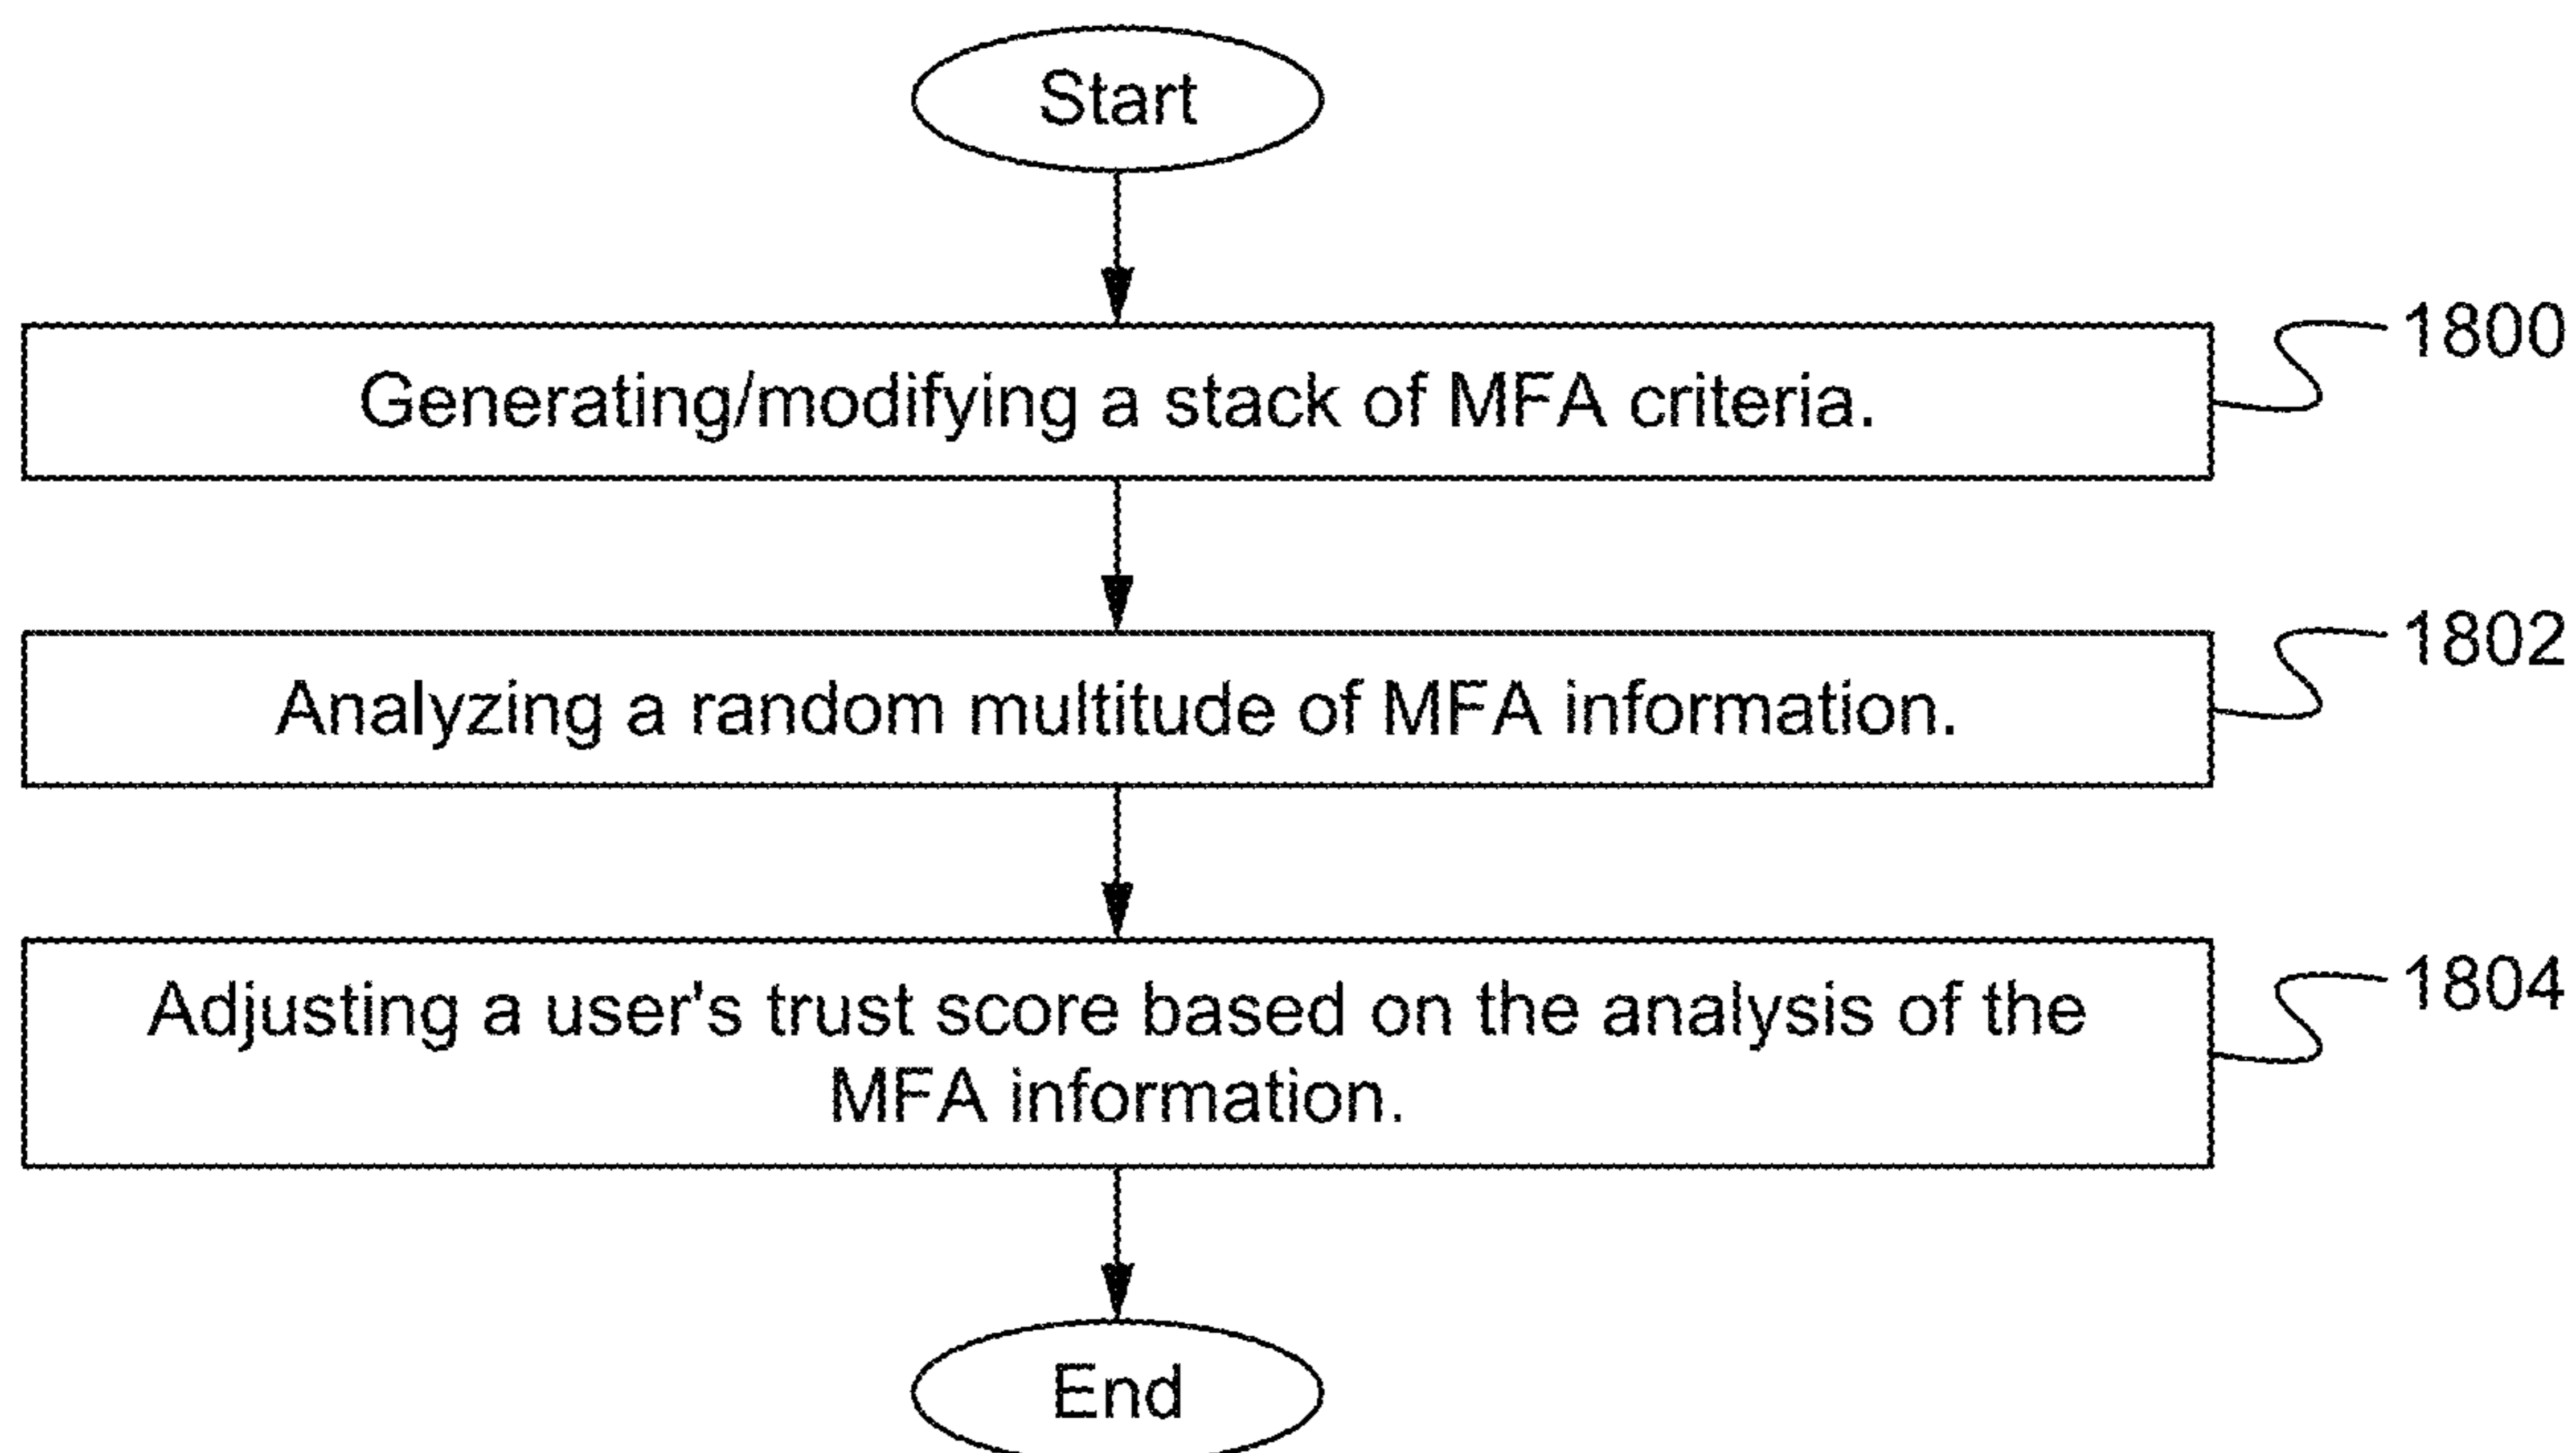 Start
Generating/modifying a stack of MFA criteria.
1800
Analyzing a random multitude of MFA information.
1802
Adjusting a user's trust score based on the analysis of the
MFA information.
1804
End